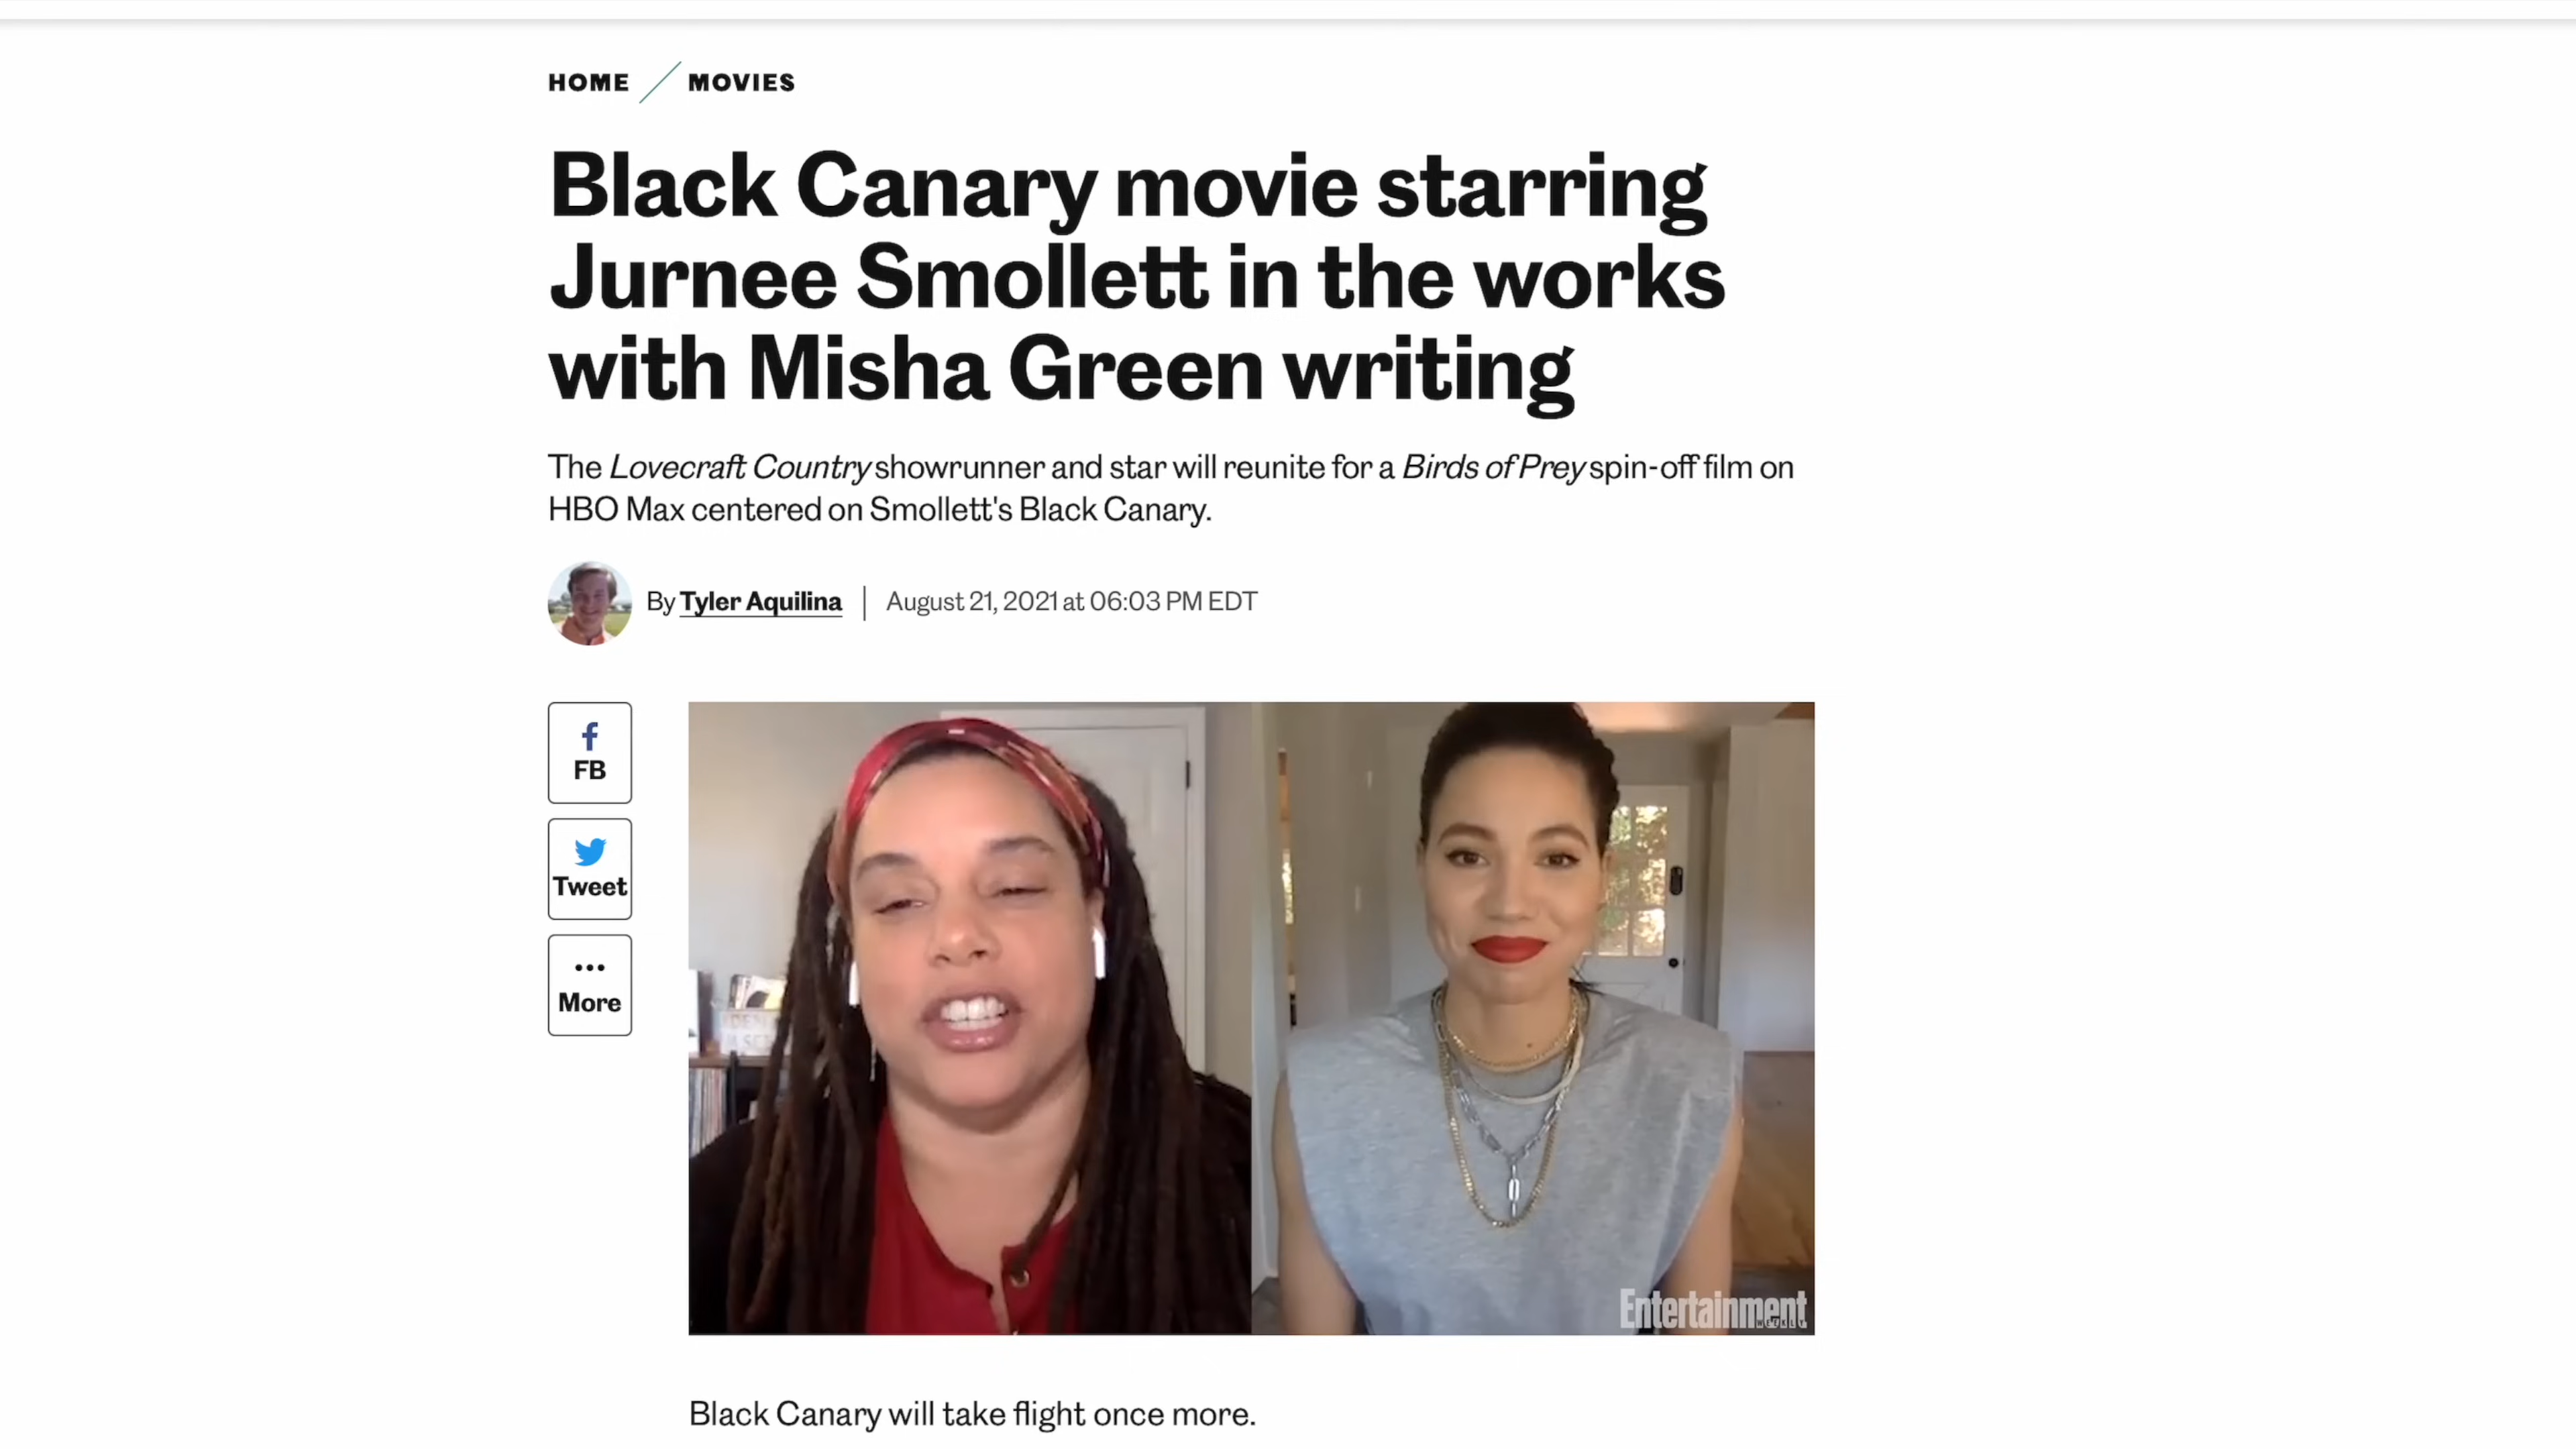 HOME / MOVIES
Black Canary movie starring
Jurnee Smollett in the works
with Misha Green writing
The Lovecraft Country showrunner and star will reunite for a Birds of Prey spin-off film on
HBO Max centered on Smollett's Black Canary.
By Tyler Aquilina | August 21, 2021 at 06:03 PM EDT
FB
Tweet
More
Entertainment
WEEKLY
Black Canary will take flight once more.